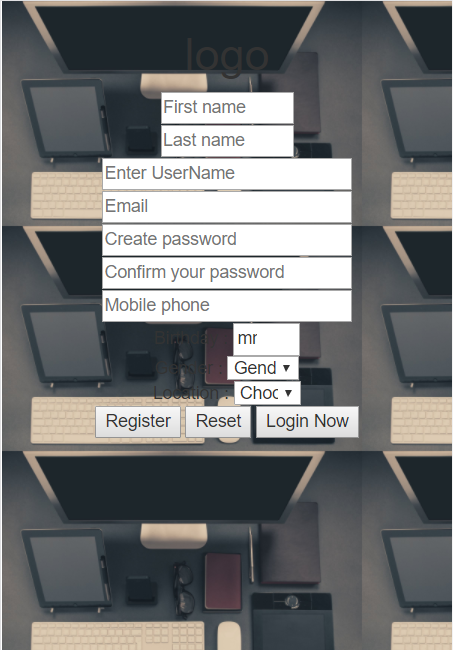 logo
First name
Last name
Enter UserName
Email
Create password
Confirm your password
Mobile phone
Birthday : mr
Gender : Gend
Location : Choc
Register Reset Login Now